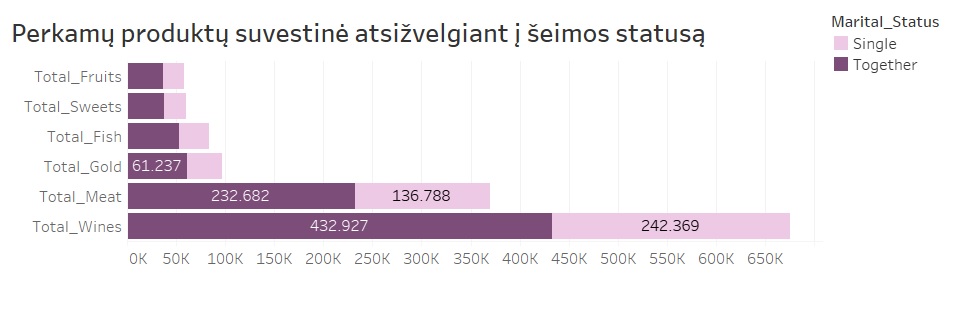 Perkamų produktų suvestinė atsižvelgiant į šeimos statusą
Marital_Status
Single
Together
Total_Fruits
Total_Sweets
Total_Fish
Total_Gold 61.237
Total_Meat 232.682 136.788
Total_Wines 432.927 242.369
0K 50K 100K 150K 200K 250K 300K 350K 400K 450K 500K 550K 600K 650K